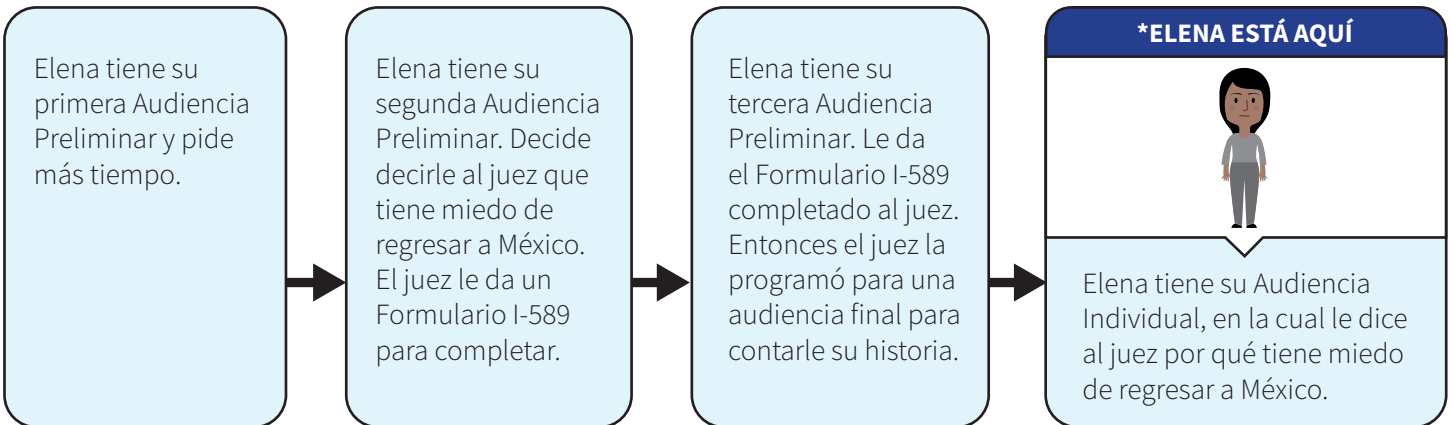 Elena tiene su
primera Audiencia
Preliminar y pide
más tiempo.
Elena tiene su
segunda Audiencia
Preliminar. Decide
decirle al juez que
tiene miedo de
regresar a México.
El juez le da un
Formulario I-589
para completar.
Elena tiene su
tercera Audiencia
Preliminar. Le da
el Formulario I-589
completado al juez.
Entonces el juez la
programó para una
audiencia final para
contarle su historia.
*ELENA ESTÁ AQUÍ
Elena tiene su Audiencia
Individual, en la cual le dice
al juez por qué tiene miedo
de regresar a México.